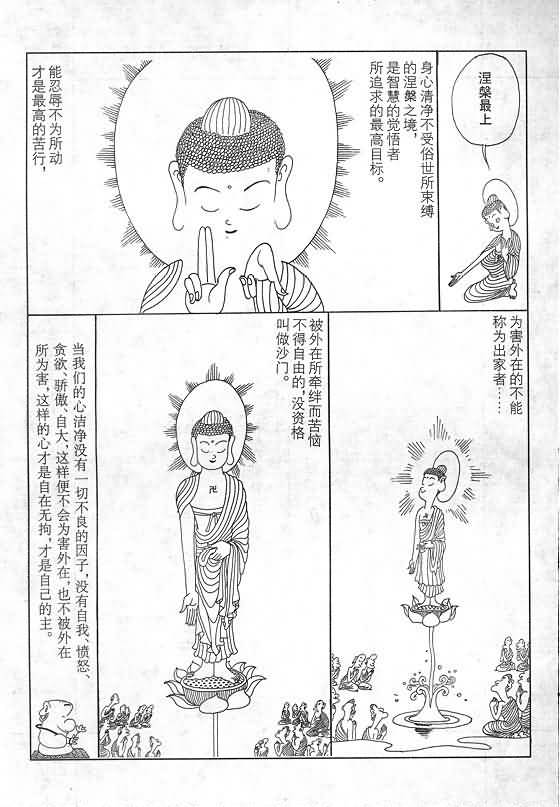 涅槃最上
身心清净不受俗世所束缚
的涅槃之境,
是智慧的觉悟者
所追求的最高目标。
能忍辱不为所动
才是最高的苦行,
为害外在的不能
称为出家者……
被外在所牵绊而苦恼
不得自由的,没资格
叫做沙门。
当我们的心洁净没有一切不良的因子,没有自我、愤怒、
贪欲、骄傲、自大,这样便不会为害外在,也不被外在
所为害,这样的心才是自在无拘,才是自己的主。
卍